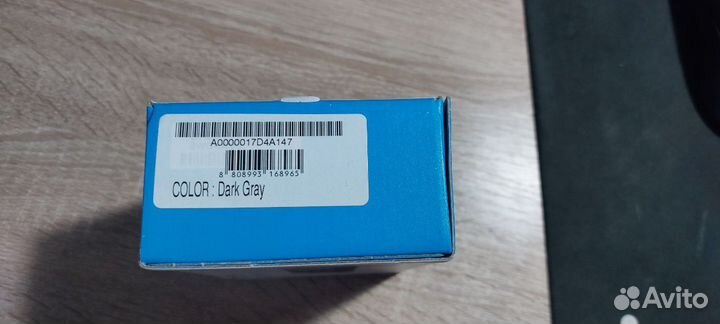 A0000017D4A147
8 808993 168965
COLOR : Dark Gray
Avito